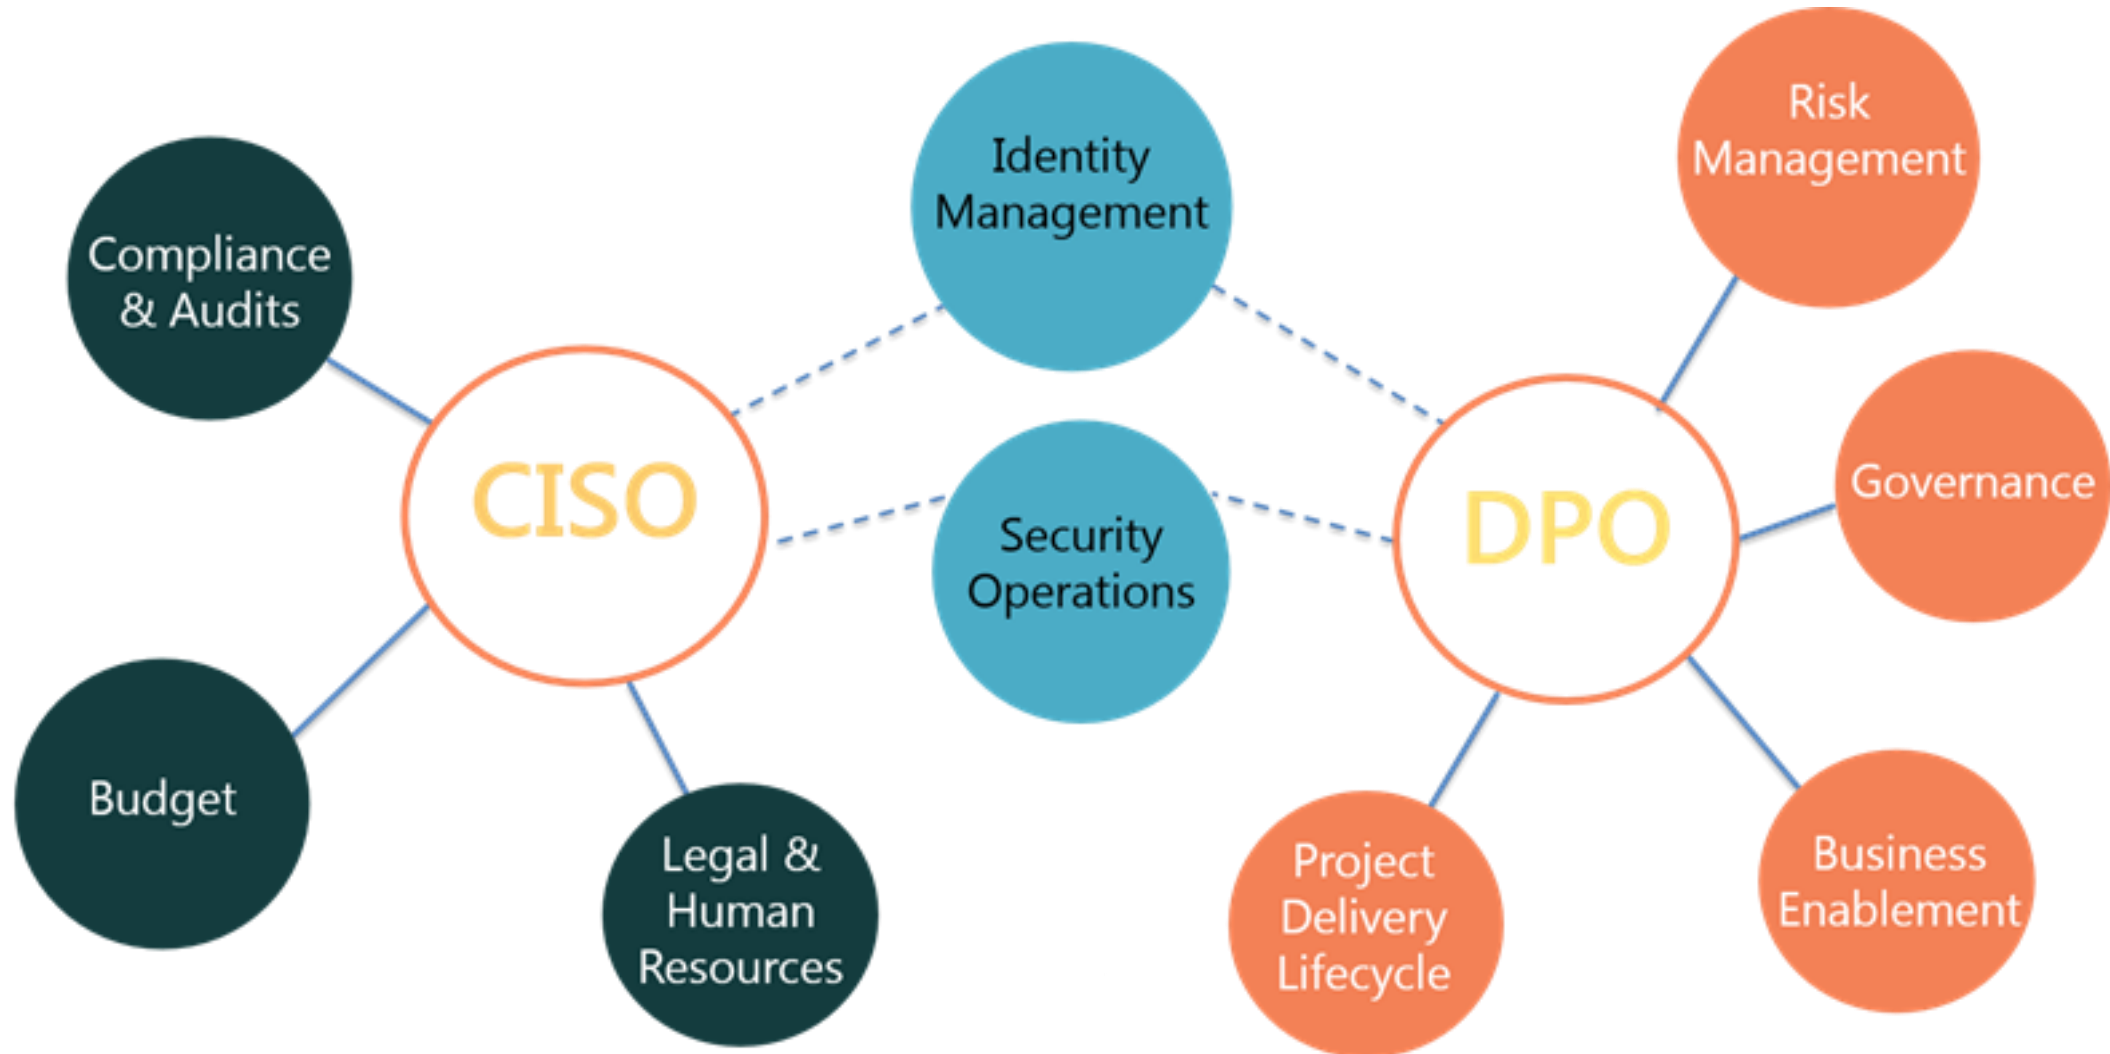 Compliance
& Audits
Budget
CISO
Legal &
Human
Resources
Identity
Management
Security
Operations
DPO
Risk
Management
Governance
Business
Enablement
Project
Delivery
Lifecycle